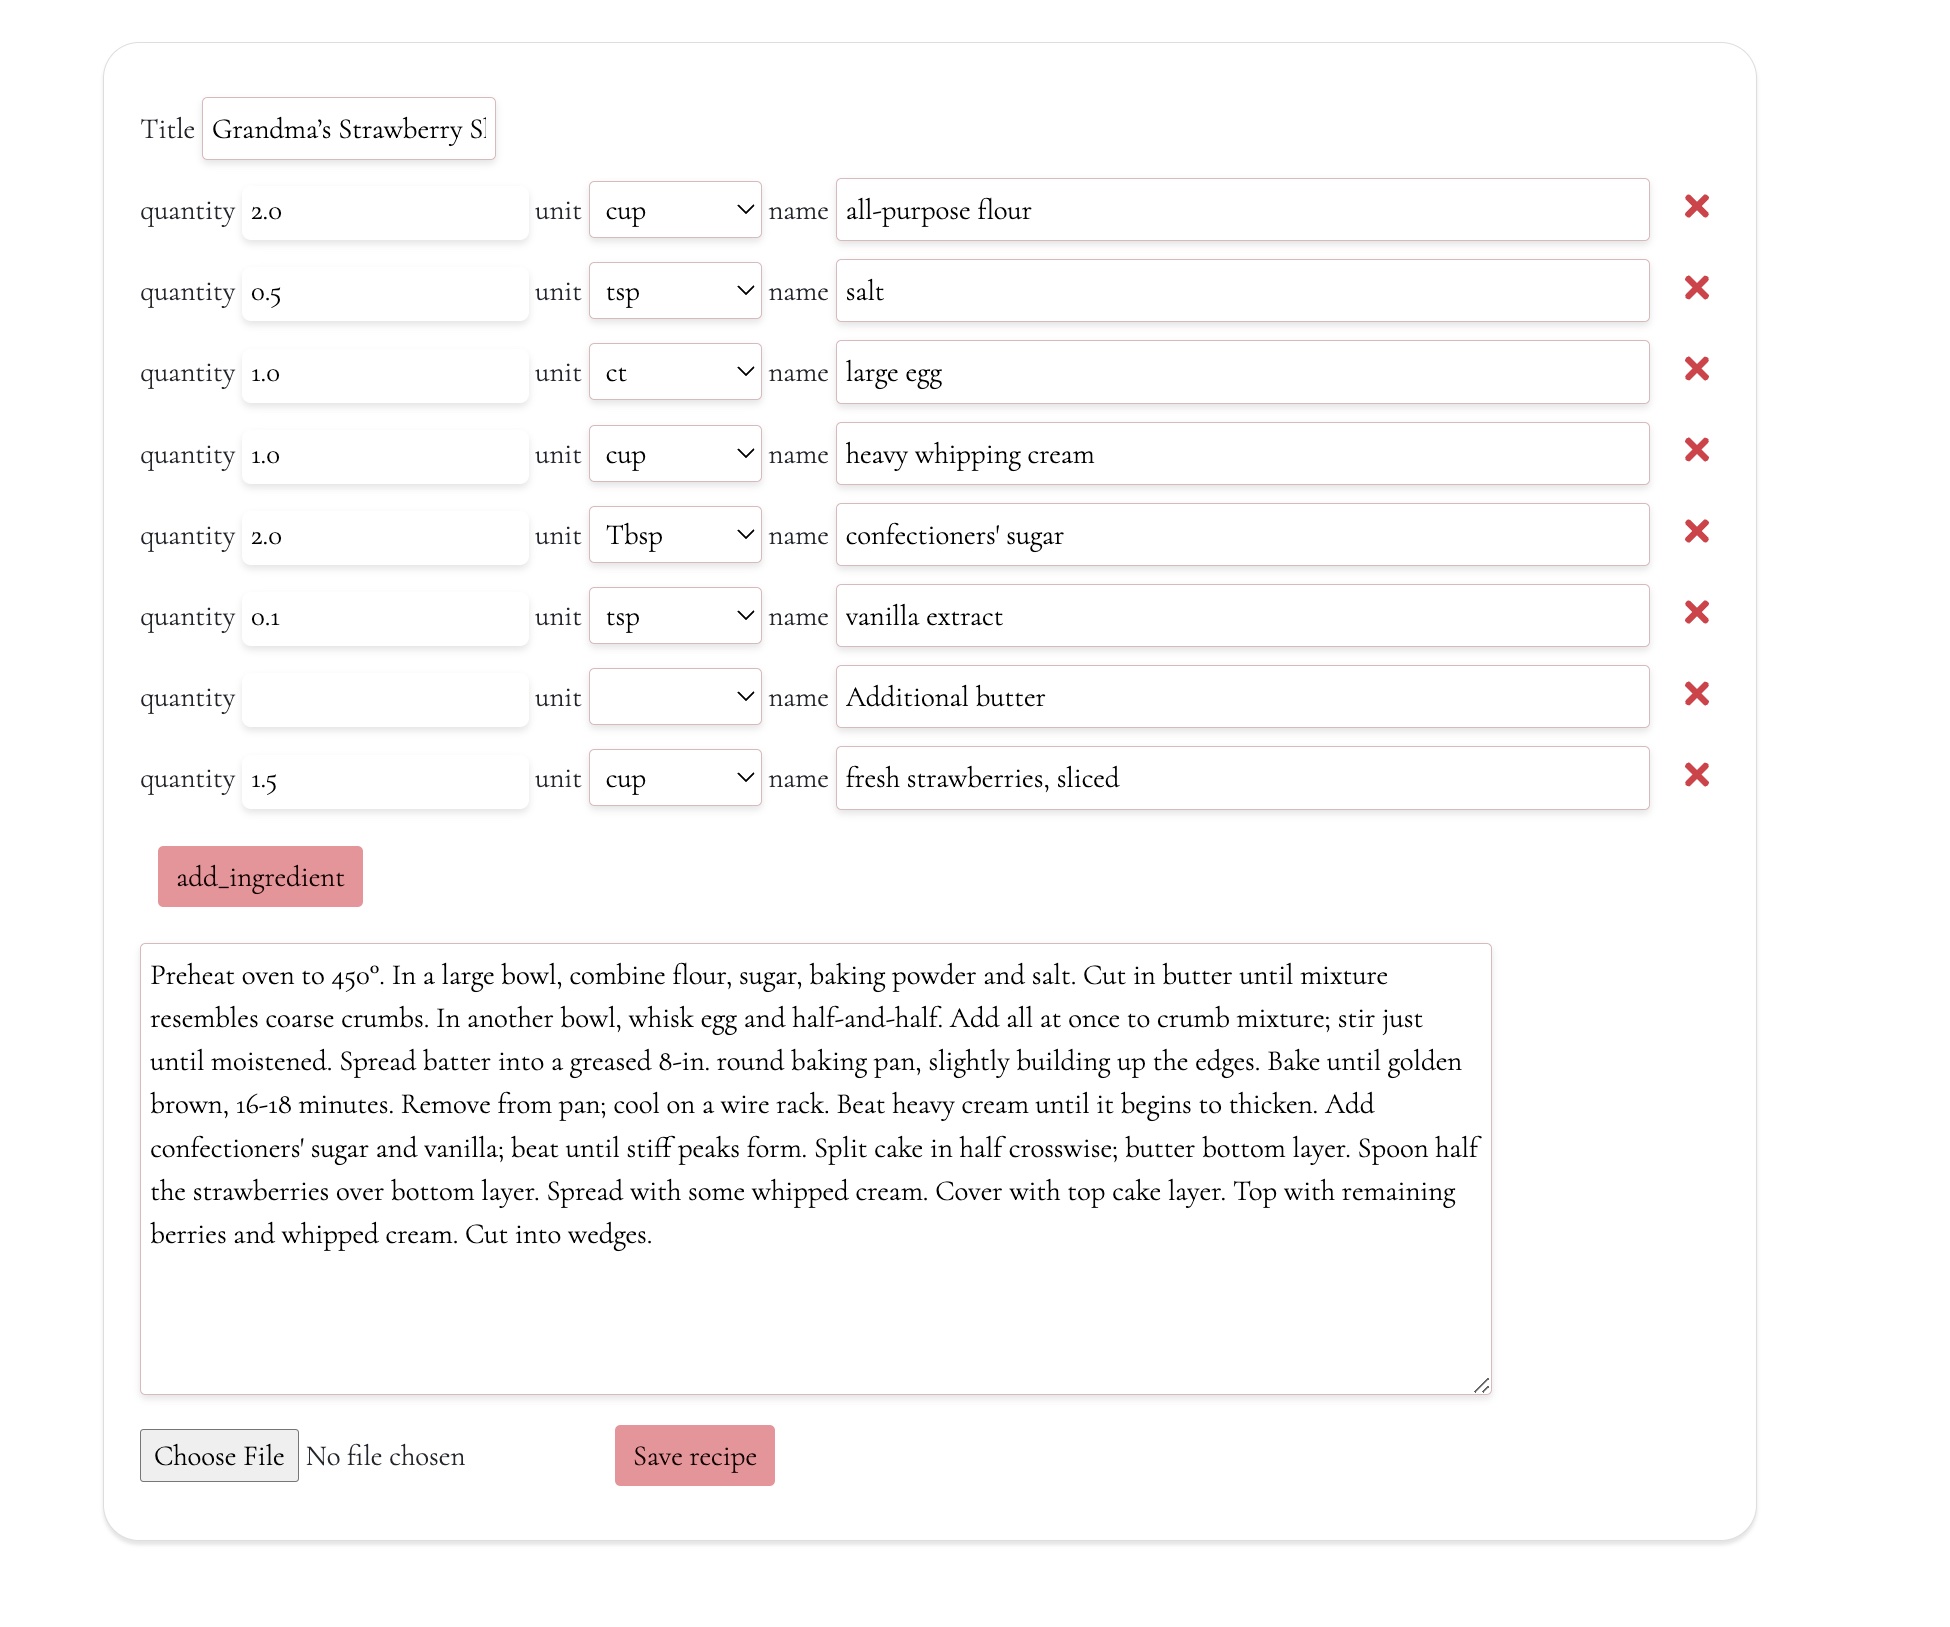 Title Grandma’s Strawberry Sl
quantity 2.0 unit cup name all-purpose flour
quantity 0.5 unit tsp name salt
quantity 1.0 unit ct name large egg
quantity 1.0 unit cup name heavy whipping cream
quantity 2.0 unit Tbsp name confectioners' sugar
quantity 0.1 unit tsp name vanilla extract
quantity unit name Additional butter
quantity 1.5 unit cup name fresh strawberries, sliced
add_ingredient
Preheat oven to 450°. In a large bowl, combine flour, sugar, baking powder and salt. Cut in butter until mixture
resembles coarse crumbs. In another bowl, whisk egg and half-and-half. Add all at once to crumb mixture; stir just
until moistened. Spread batter into a greased 8-in. round baking pan, slightly building up the edges. Bake until golden
brown, 16-18 minutes. Remove from pan; cool on a wire rack. Beat heavy cream until it begins to thicken. Add
confectioners' sugar and vanilla; beat until stiff peaks form. Split cake in half crosswise; butter bottom layer. Spoon half
the strawberries over bottom layer. Spread with some whipped cream. Cover with top cake layer. Top with remaining
berries and whipped cream. Cut into wedges.
Choose File No file chosen Save recipe